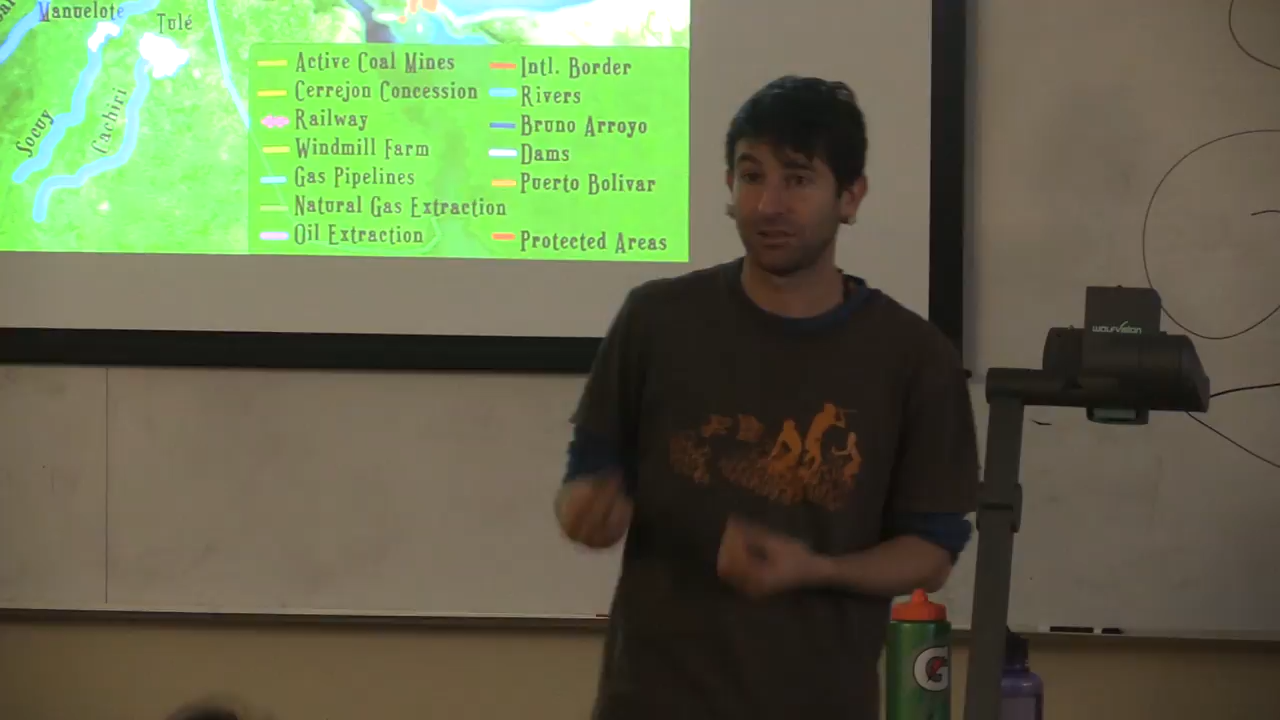 Manuelote
Tulé
Socuy
Cachiri
Active Coal Mines
Cerrejon Concession
Railway
Windmill Farm
Gas Pipelines
Natural Gas Extraction
Oil Extraction
Intl. Border
Rivers
Bruno Arroyo
Dams
Puerto Bolivar
Protected Areas
WOLFVISION
G